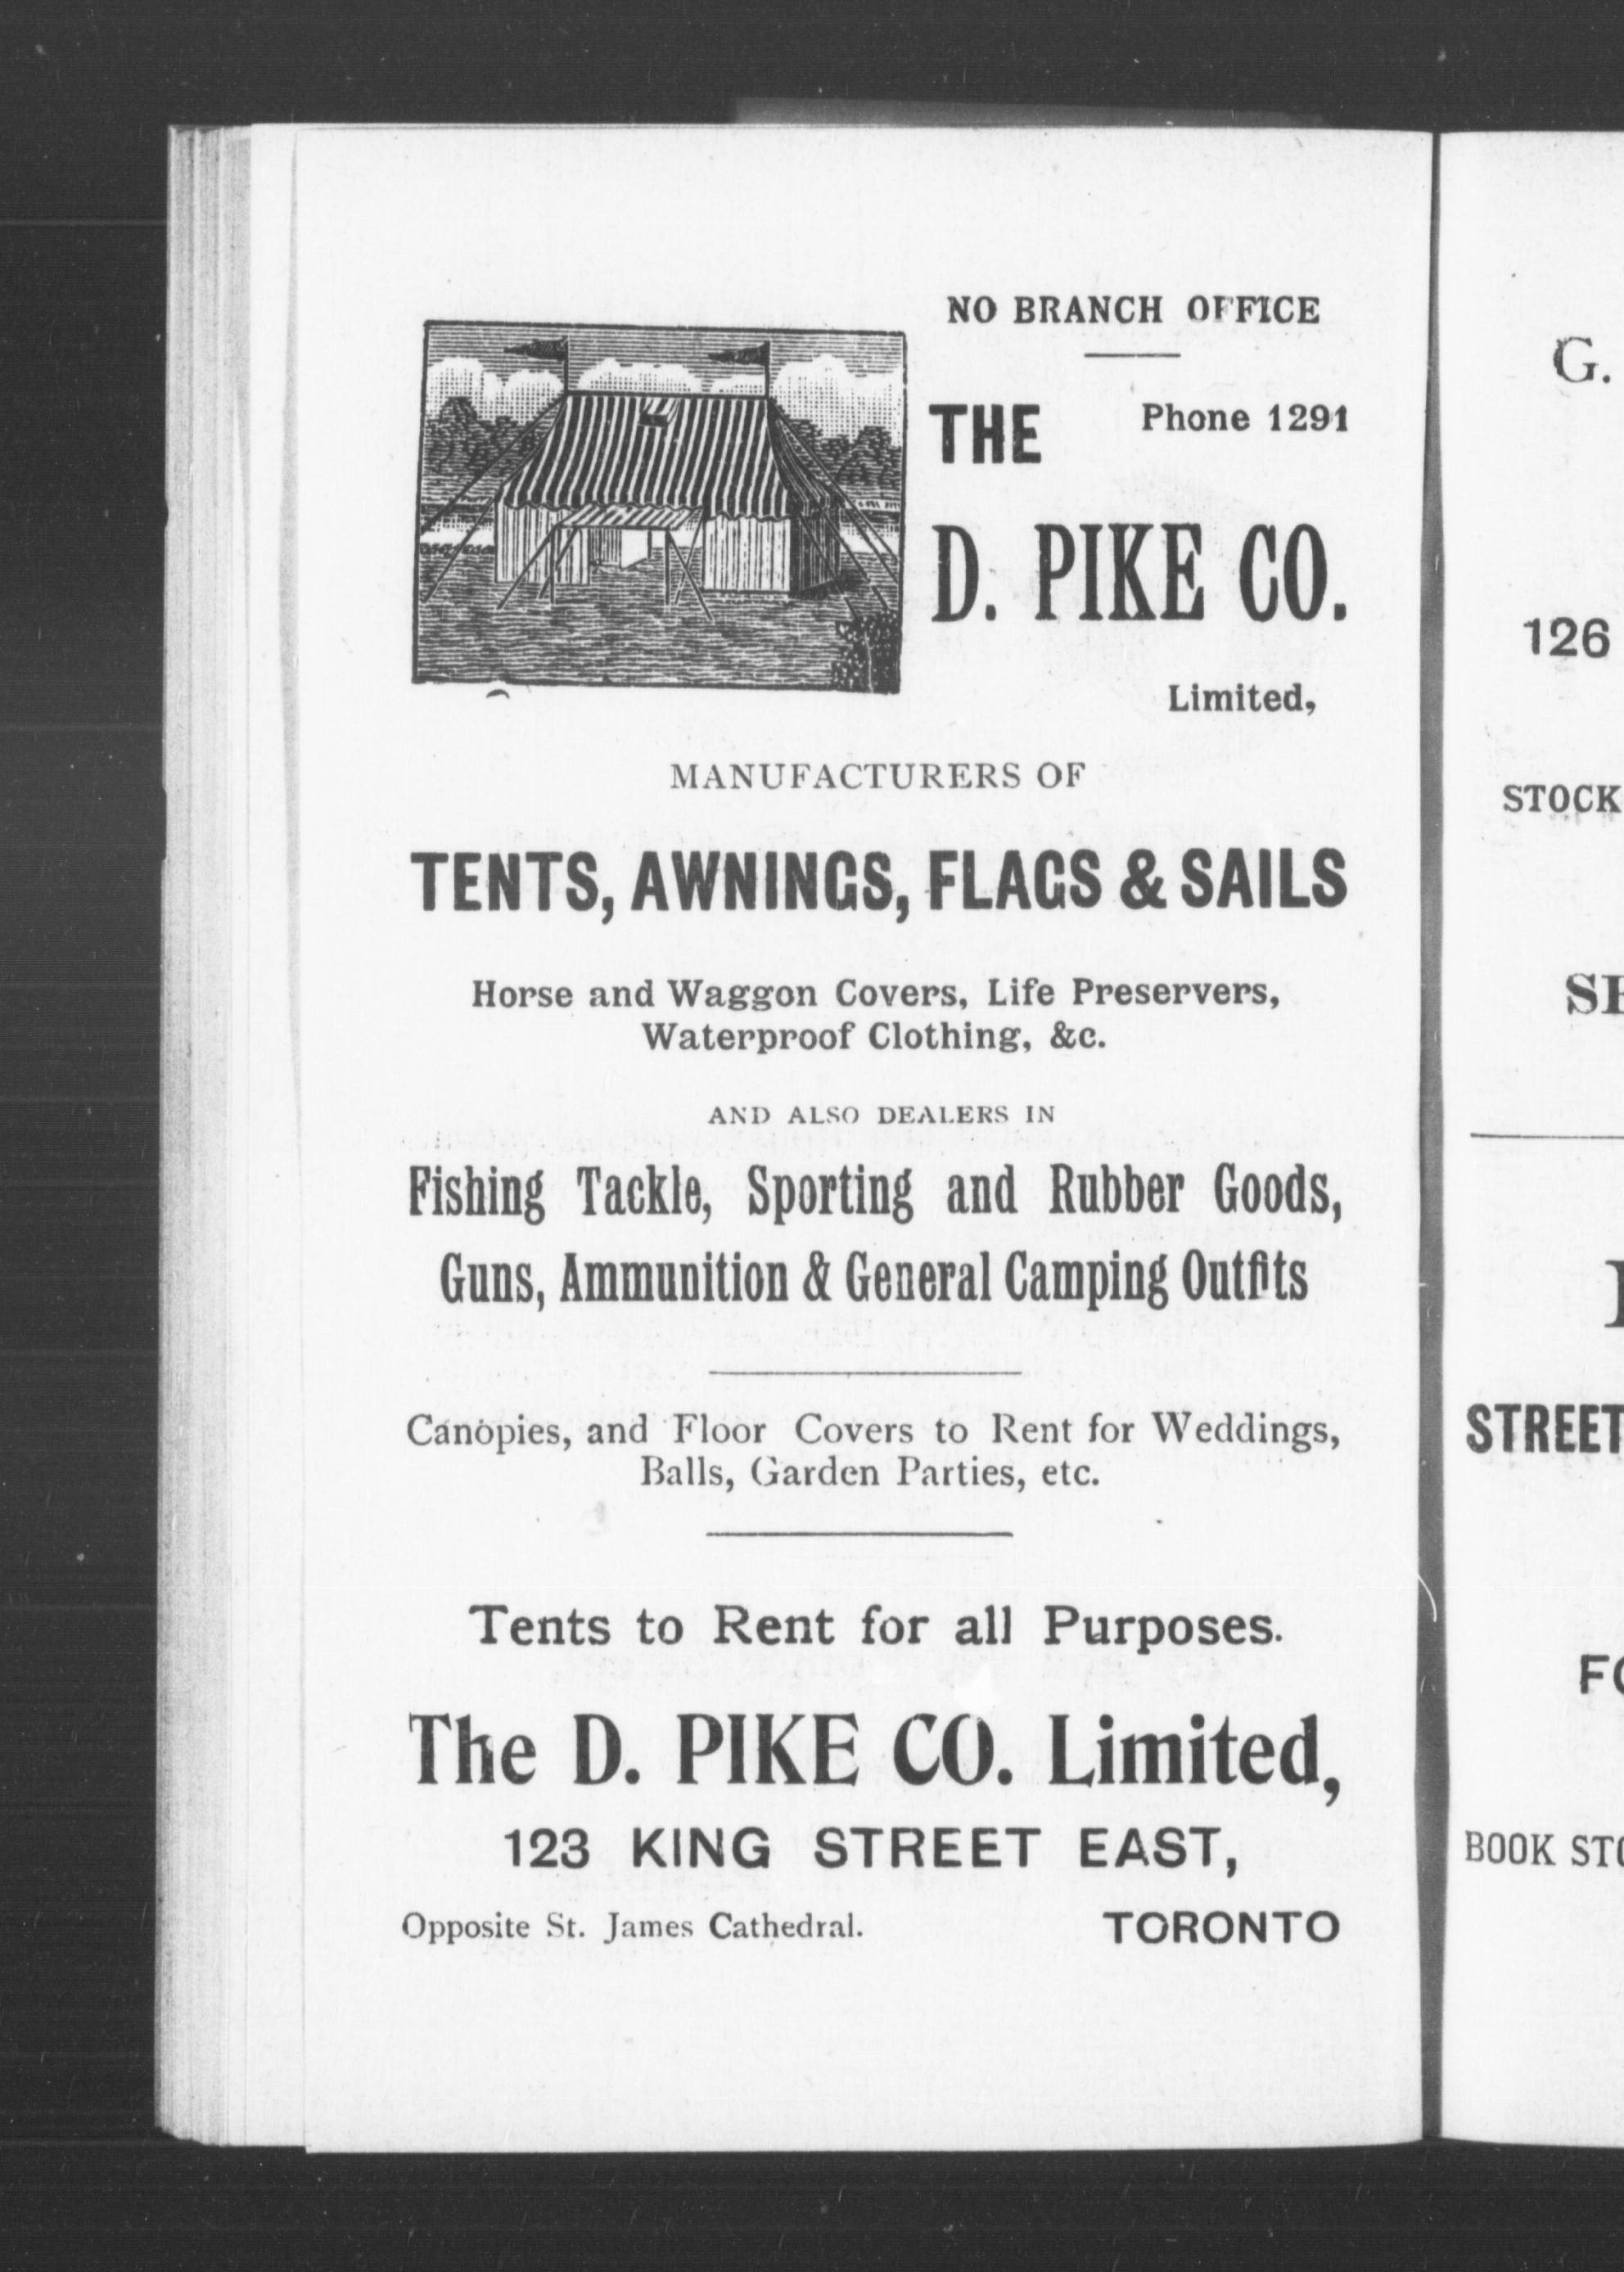 NO BRANCH OFFICE
THE Phone 1291
D. PIKE CO.
Limited,
MANUFACTURERS OF
TENTS, AWNINGS, FLAGS & SAILS
Horse and Waggon Covers, Life Preservers,
Waterproof Clothing, &c.
AND ALSO DEALERS IN
Fishing Tackle, Sporting and Rubber Goods,
Guns, Ammunition & General Camping Outfits
Canopies, and Floor Covers to Rent for Weddings,
Balls, Garden Parties, etc.
Tents to Rent for all Purposes.
The D. PIKE CO. Limited,
123 KING STREET EAST,
Opposite St. James Cathedral. TORONTO
G.
126
STOCK
STREET
BOOK